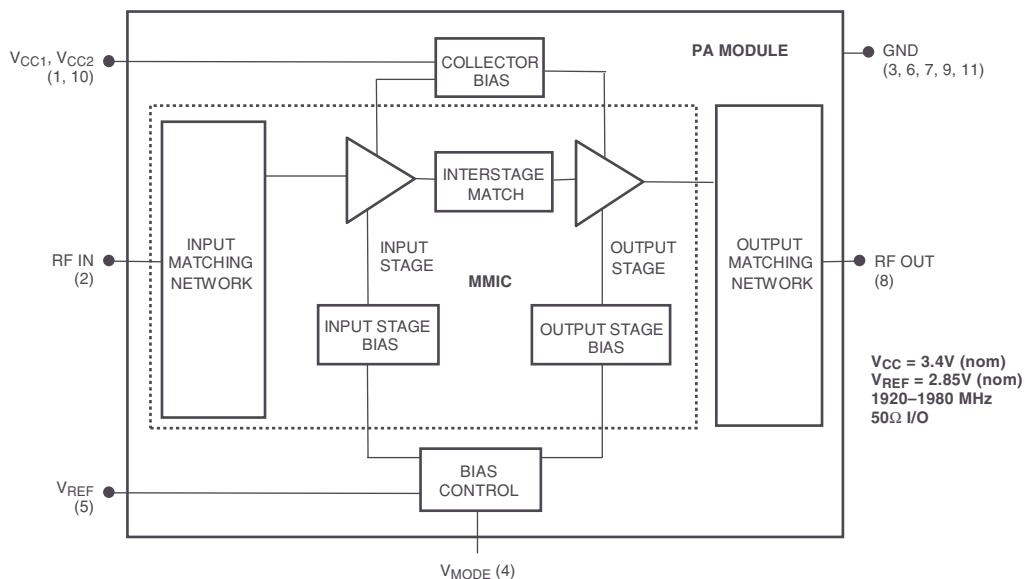 VCC1, VCC2
(1, 10)
COLLECTOR
BIAS
PA MODULE
GND
(3, 6, 7, 9, 11)
INTERSTAGE
MATCH
RF IN
(2)
INPUT
MATCHING
NETWORK
INPUT
STAGE
MMIC
OUTPUT
STAGE
OUTPUT
MATCHING
NETWORK
RF OUT
(8)
INPUT STAGE
BIAS
OUTPUT STAGE
BIAS
VCC = 3.4V (nom)
VREF = 2.85V (nom)
1920–1980 MHz
50Ω I/O
VREF
(5)
BIAS
CONTROL
VMODE (4)